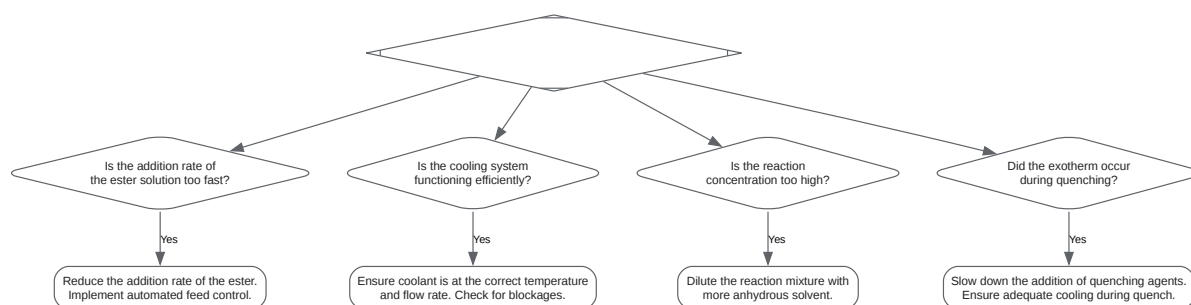 Is the addition rate of
the ester solution too fast?
Is the cooling system
functioning efficiently?
Is the reaction
concentration too high?
Did the exotherm occur
during quenching?
Yes
Yes
Yes
Yes
Reduce the addition rate of the ester.
Implement automated feed control.
Ensure coolant is at the correct temperature
and flow rate. Check for blockages.
Dilute the reaction mixture with
more anhydrous solvent.
Slow down the addition of quenching agents.
Ensure adequate cooling during quench.